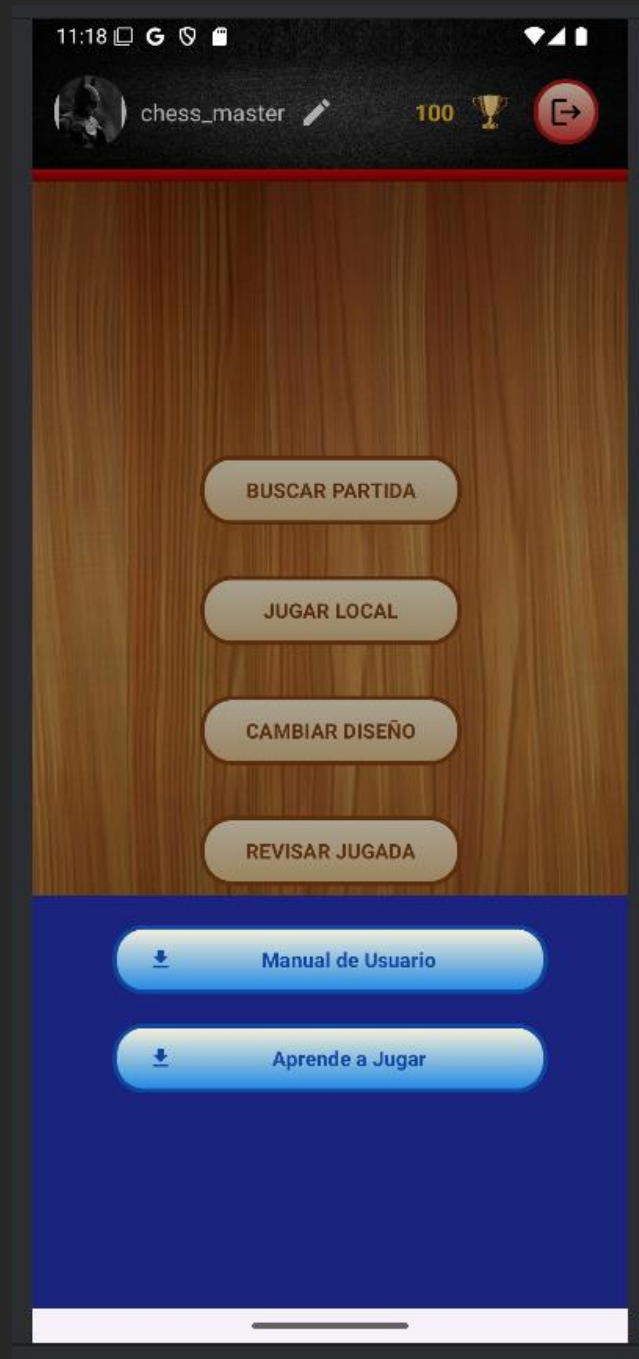 11:18
chess_master
100
BUSCAR PARTIDA
JUGAR LOCAL
CAMBIAR DISEÑO
REVISAR JUGADA
Manual de Usuario
Aprende a Jugar